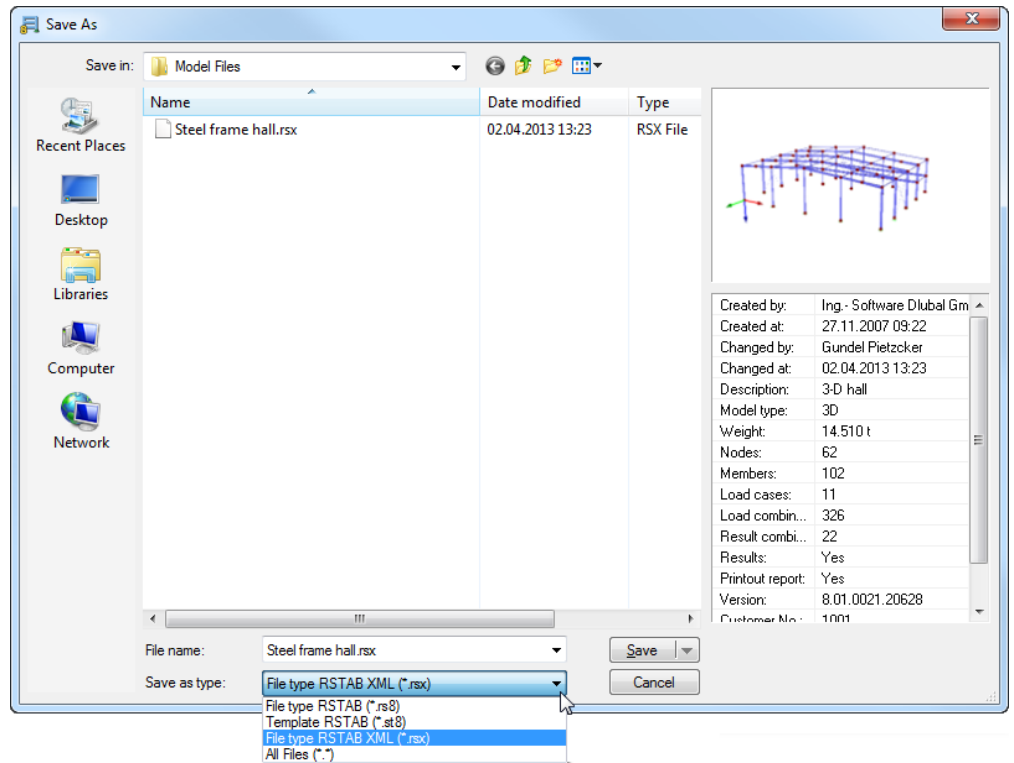 Save As
Save in:
Model Files
Recent Places
Desktop
Libraries
Computer
Network
Name Date modified Type
Steel frame hall.rsx 02.04.2013 13:23 RSX File
Created by: Ing.- Software Dlubal Gm
Created at: 27.11.2007 09:22
Changed by: Gundel Pietzcker
Changed at: 02.04.2013 13:23
Description: 3-D hall
Model type: 3D
Weight: 14.510 t
Nodes: 62
Members: 102
Load cases: 11
Load combin... 326
Result combi... 22
Results: Yes
Printout report: Yes
Version: 8.01.0021.20628
Customer No.: 1001
File name: Steel frame hall.rsx Save
Save as type: File type RSTAB XML (*.rsx) Cancel
File type RSTAB (*.rs8)
Template RSTAB (*.st8)
File type RSTAB XML (*.rsx)
All Files (*.*)